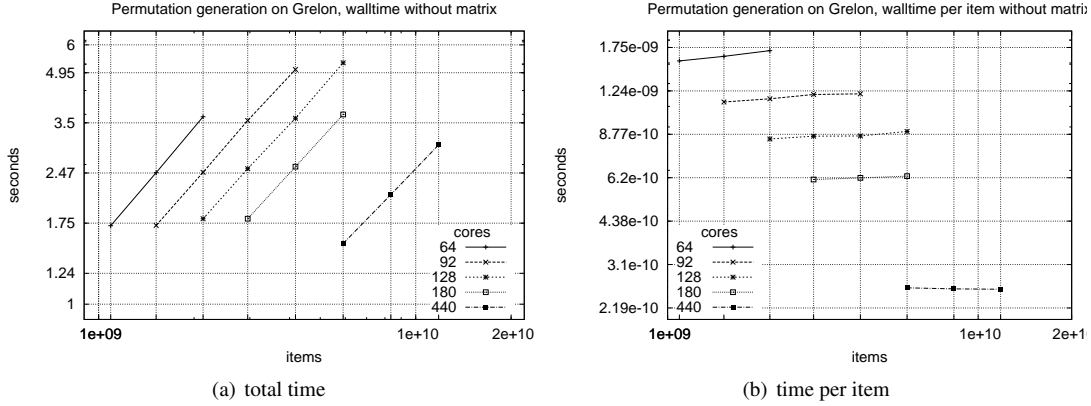 Permutation generation on Grelon, walltime without matrix
6
4.95
3.5
2.47
1.75
1.24
1
seconds
cores
64
92
128
180
440
1e+09
1e+10
2e+10
items
(a) total time
Permutation generation on Grelon, walltime per item without matrix
1.75e-09
1.24e-09
8.77e-10
6.2e-10
4.38e-10
3.1e-10
2.19e-10
seconds
cores
64
92
128
180
440
1e+09
1e+10
2e+10
items
(b) time per item